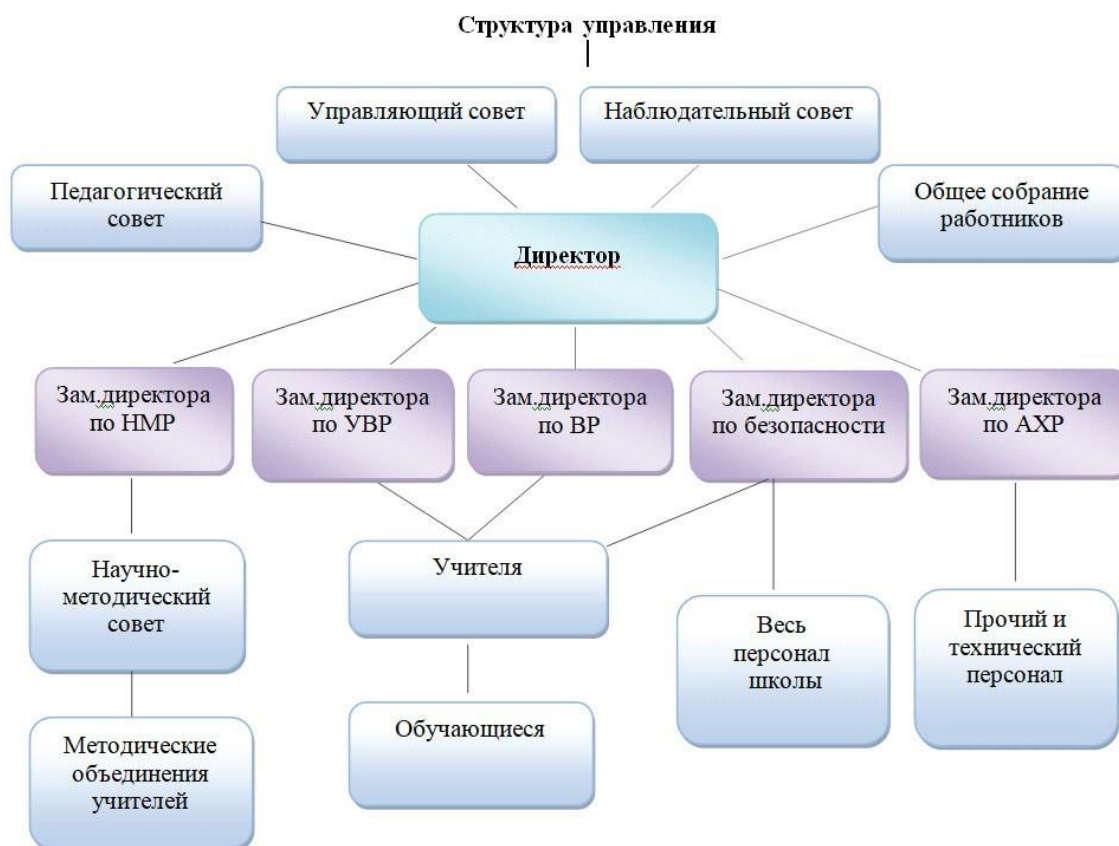 Структура управления
Управляющий совет
Наблюдательный совет
Педагогический
совет
Общее собрание
работников
Директор
Зам.директора
по НМР
Зам.директора
по УВР
Зам.директора
по ВР
Зам.директора
по безопасности
Зам.директора
по АХР
Научно-
методический
совет
Учителя
Весь
персонал
школы
Прочий и
технический
персонал
Методические
объединения
учителей
Обучающиеся